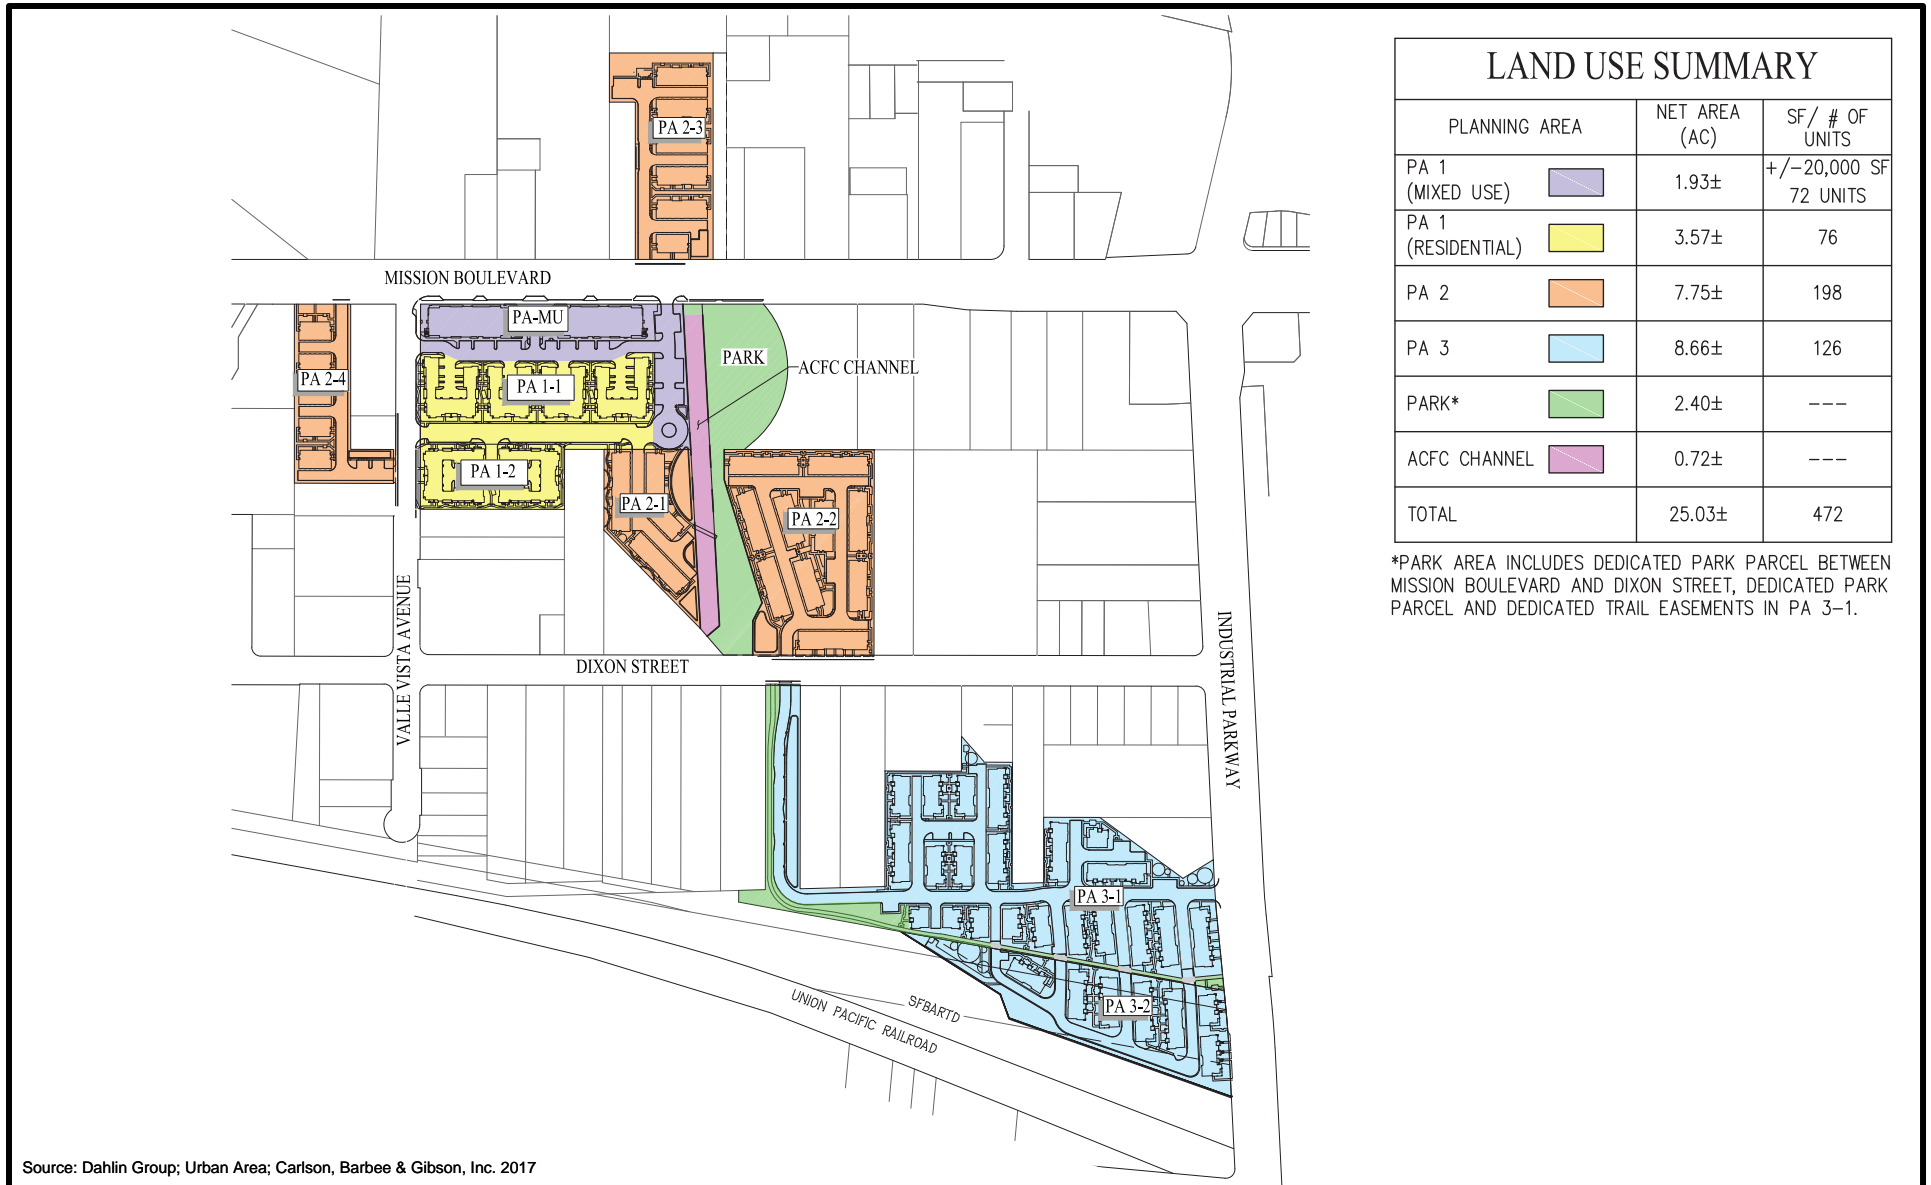 PA 2-3
MISSION BOULEVARD
PA-MU
PARK
ACFC CHANNEL
PA 2-4
PA 1-1
PA 1-2
PA 2-1
PA 2-2
VALLE VISTA AVENUE
DIXON STREET
INDUSTRIAL PARKWAY
PA 3-1
PA 3-2
SFBARTD
UNION PACIFIC RAILROAD
LAND USE SUMMARY
PLANNING AREA
NET AREA
(AC)
SF/ # OF
UNITS
PA 1
(MIXED USE)
1.93±
+/-20,000 SF
72 UNITS
PA 1
(RESIDENTIAL)
3.57±
76
PA 2
7.75±
198
PA 3
8.66±
126
PARK*
2.40±
---
ACFC CHANNEL
0.72±
---
TOTAL
25.03±
472
*PARK AREA INCLUDES DEDICATED PARK PARCEL BETWEEN
MISSION BOULEVARD AND DIXON STREET, DEDICATED PARK
PARCEL AND DEDICATED TRAIL EASEMENTS IN PA 3-1.
Source: Dahlin Group; Urban Area; Carlson, Barbee & Gibson, Inc. 2017